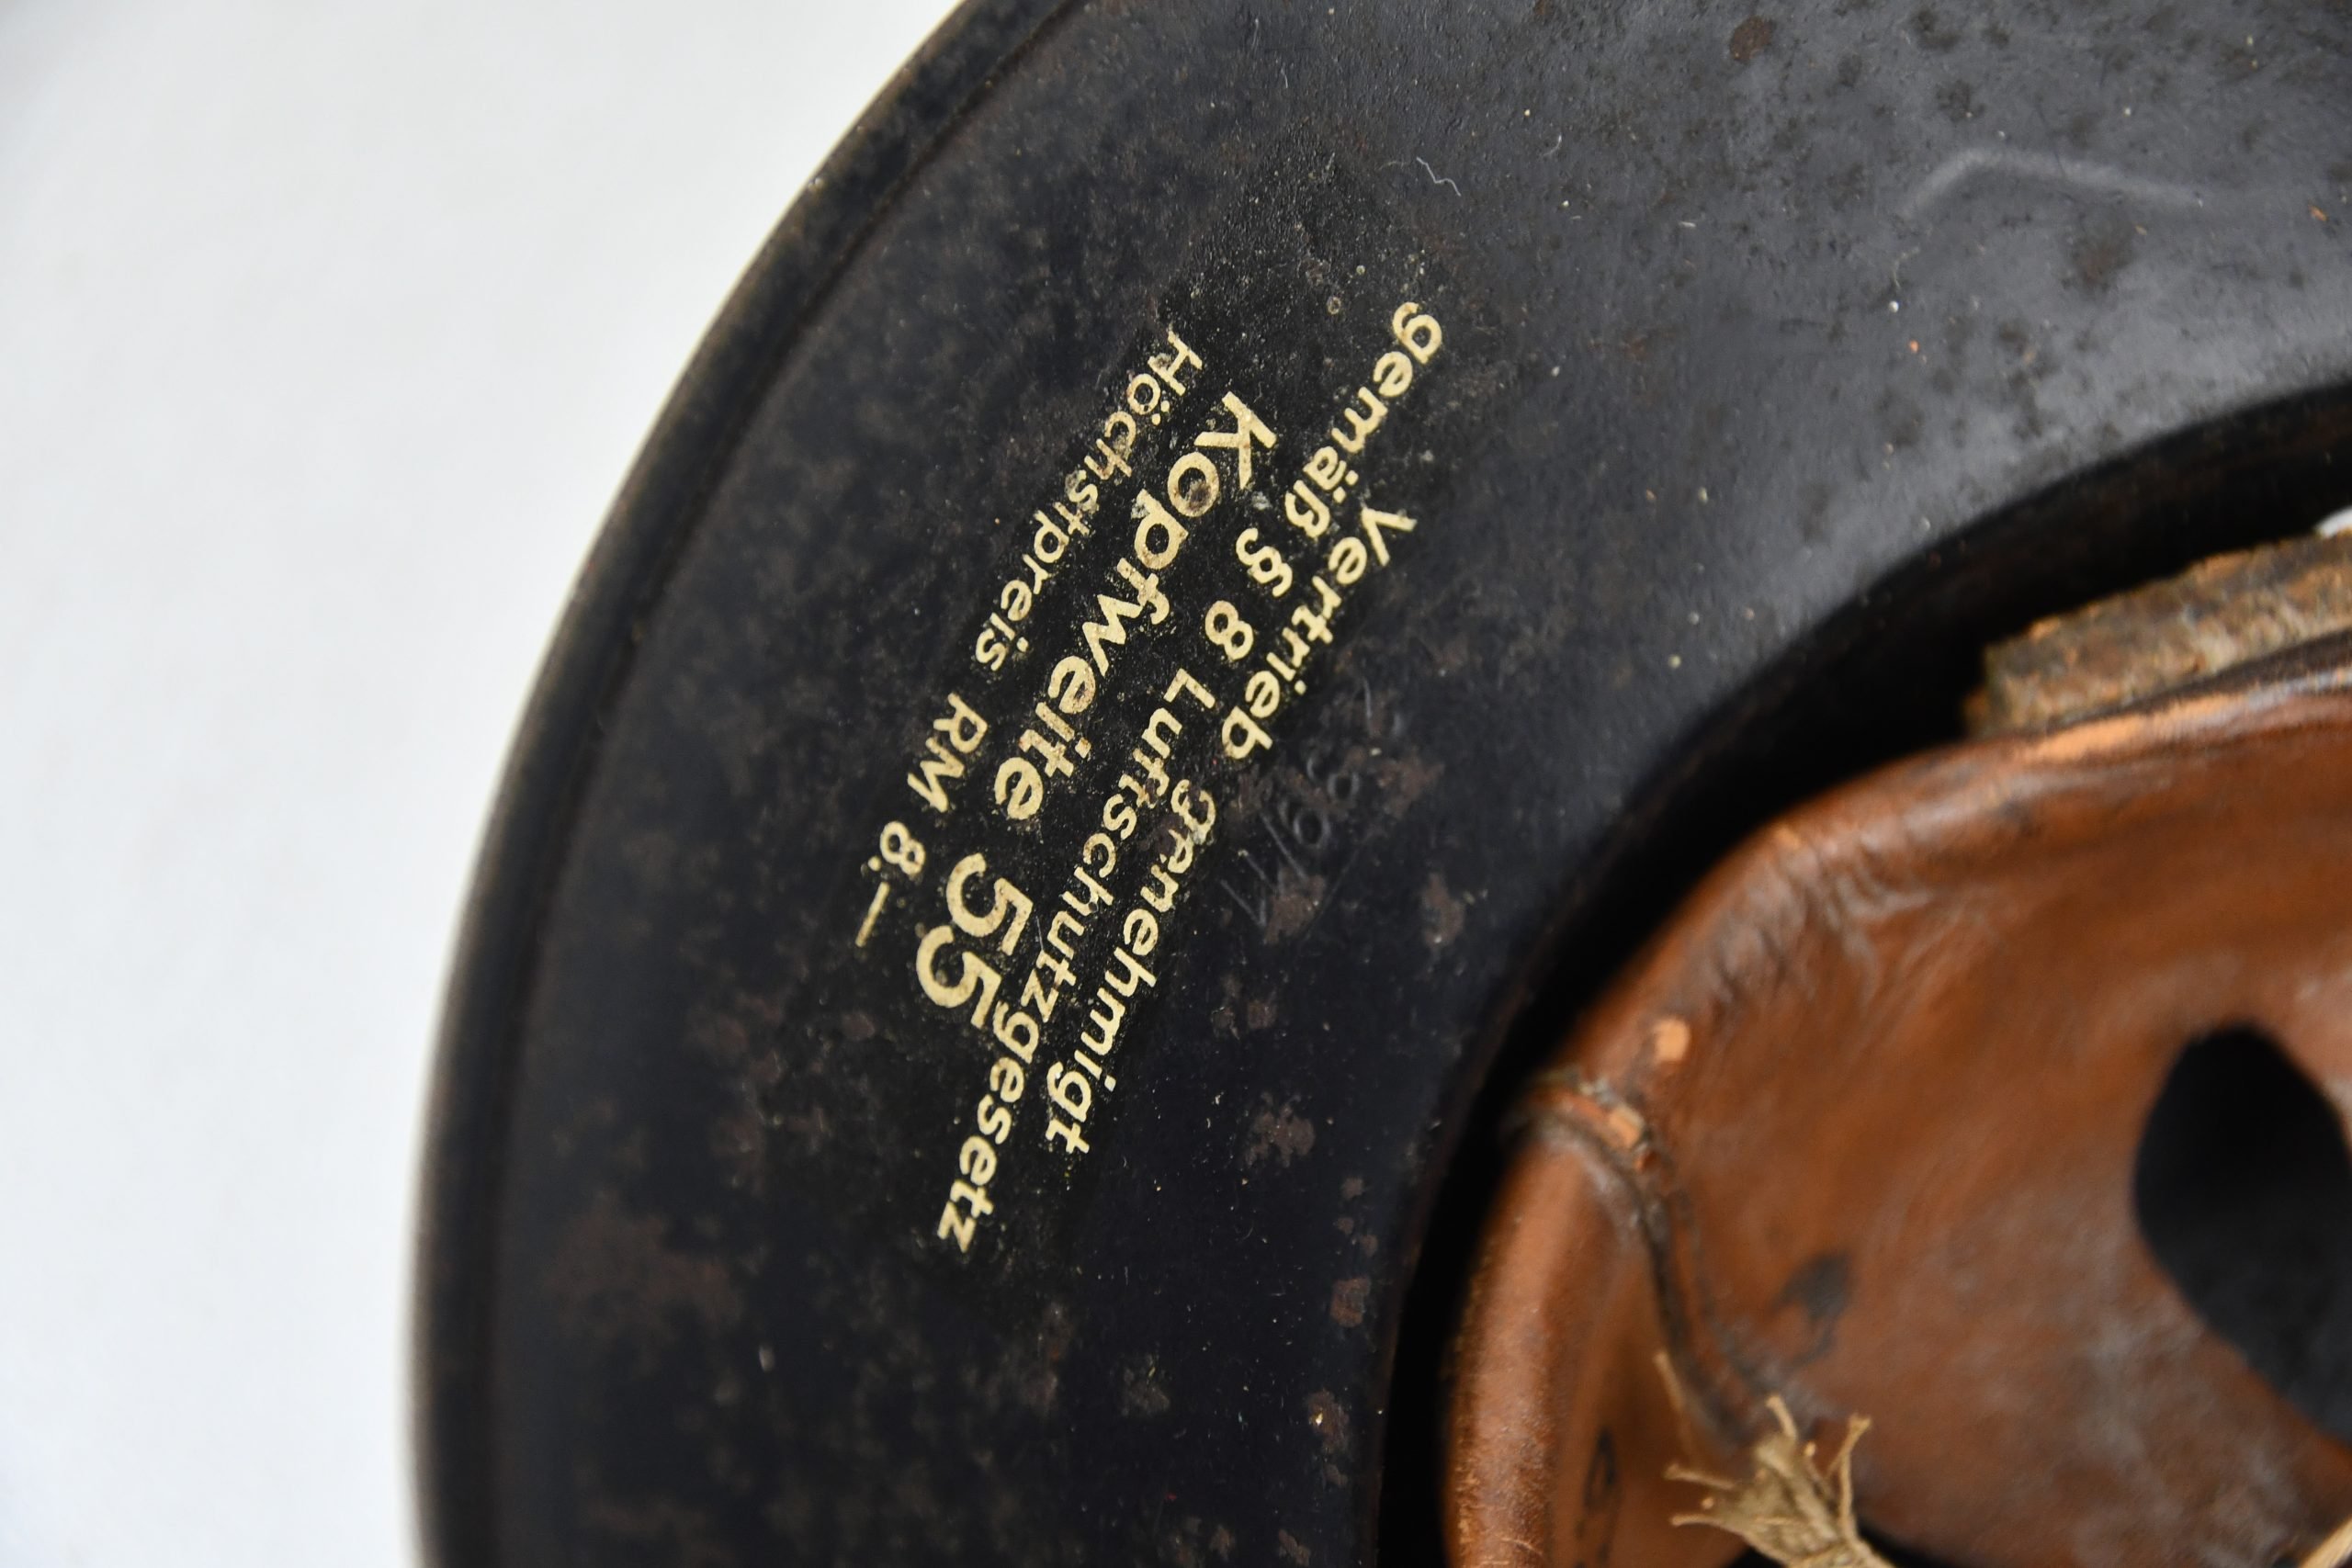 Vertrieb genehmigt
gemäß § 8 Luftschutzgesetz
Kopfweite 55
Höchstpreis RM 8.—